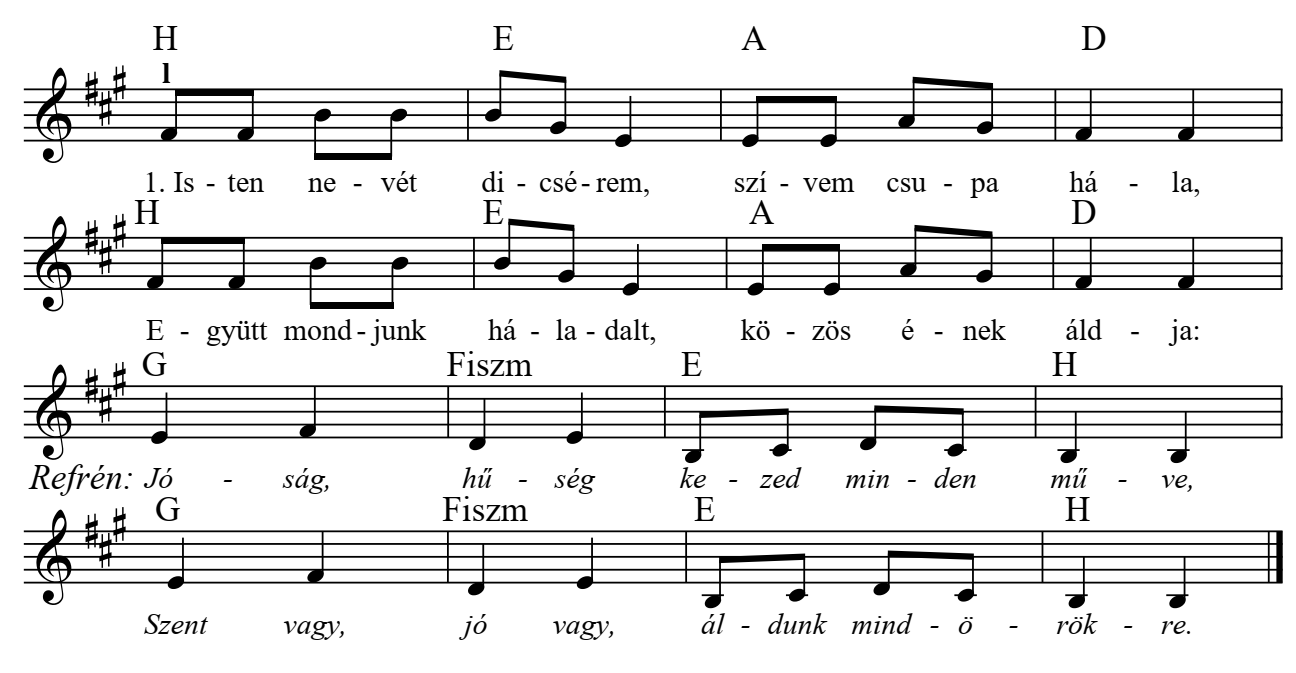 H E A D
1. Is - ten ne - vét di - csé - rem, szí - vem csu - pa há - la,
H E A D
E - gyütt mond - junk há - la - dalt, kö - zös é - nek áld - ja:
G Fiszm E H
Refrén: Jó - ság, hű - ség ke - zed min - den mű - ve,
G Fiszm E H
Szent vagy, jó vagy, ál - dunk mind - ö - rök - re.